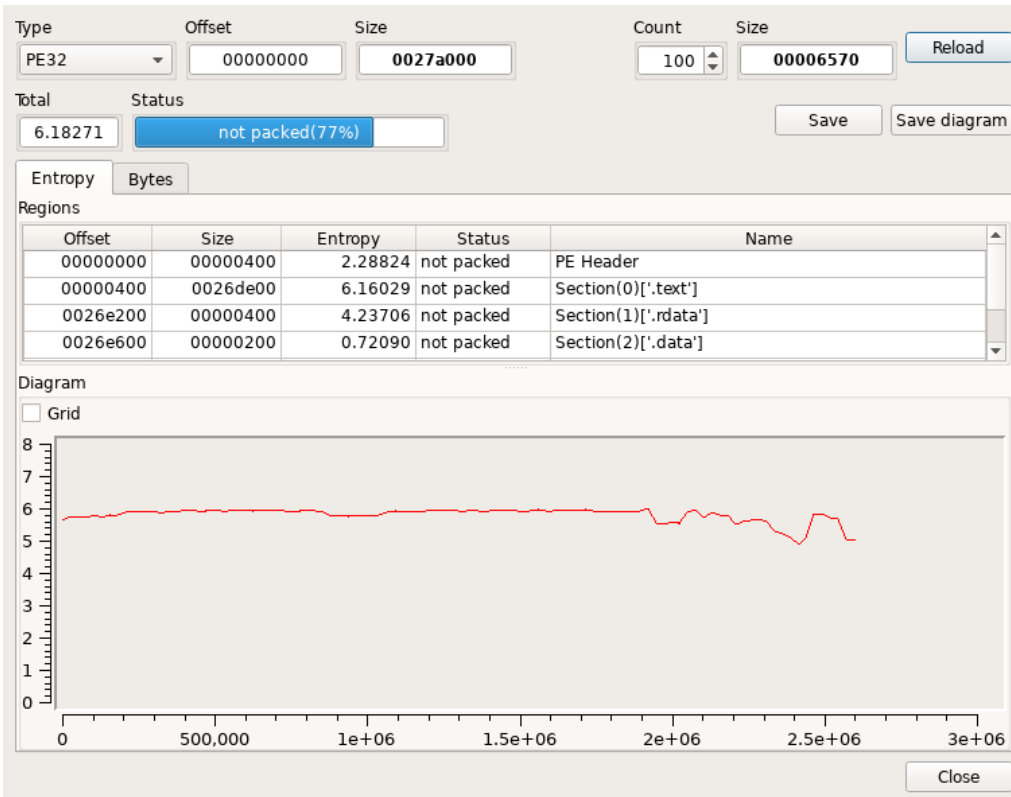 Type Offset Size Count Size
PE32 00000000 0027a000 100 00006570 Reload
Total Status
6.18271 not packed(77%) Save Save diagram
Entropy Bytes
Regions
Offset Size Entropy Status Name
00000000 00000400 2.28824 not packed PE Header
00000400 0026de00 6.16029 not packed Section(0)['.text']
0026e200 00000400 4.23706 not packed Section(1)['.rdata']
0026e600 00000200 0.72090 not packed Section(2)['.data']
Diagram
Grid
8
7
6
5
4
3
2
1
0
0 500,000 1e+06 1.5e+06 2e+06 2.5e+06 3e+06
Close